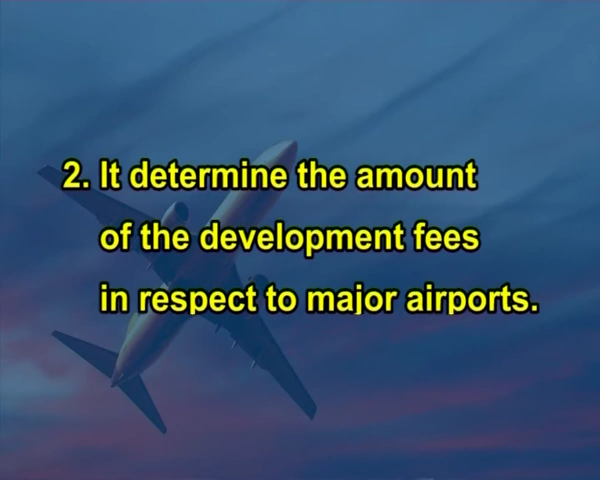 2. It determine the amount
of the development fees
in respect to major airports.